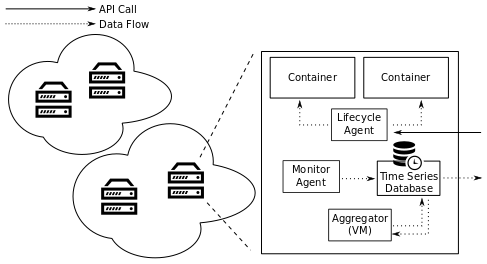 API Call
Data Flow
Container
Container
Lifecycle
Agent
Monitor
Agent
Time Series
Database
Aggregator
(VM)